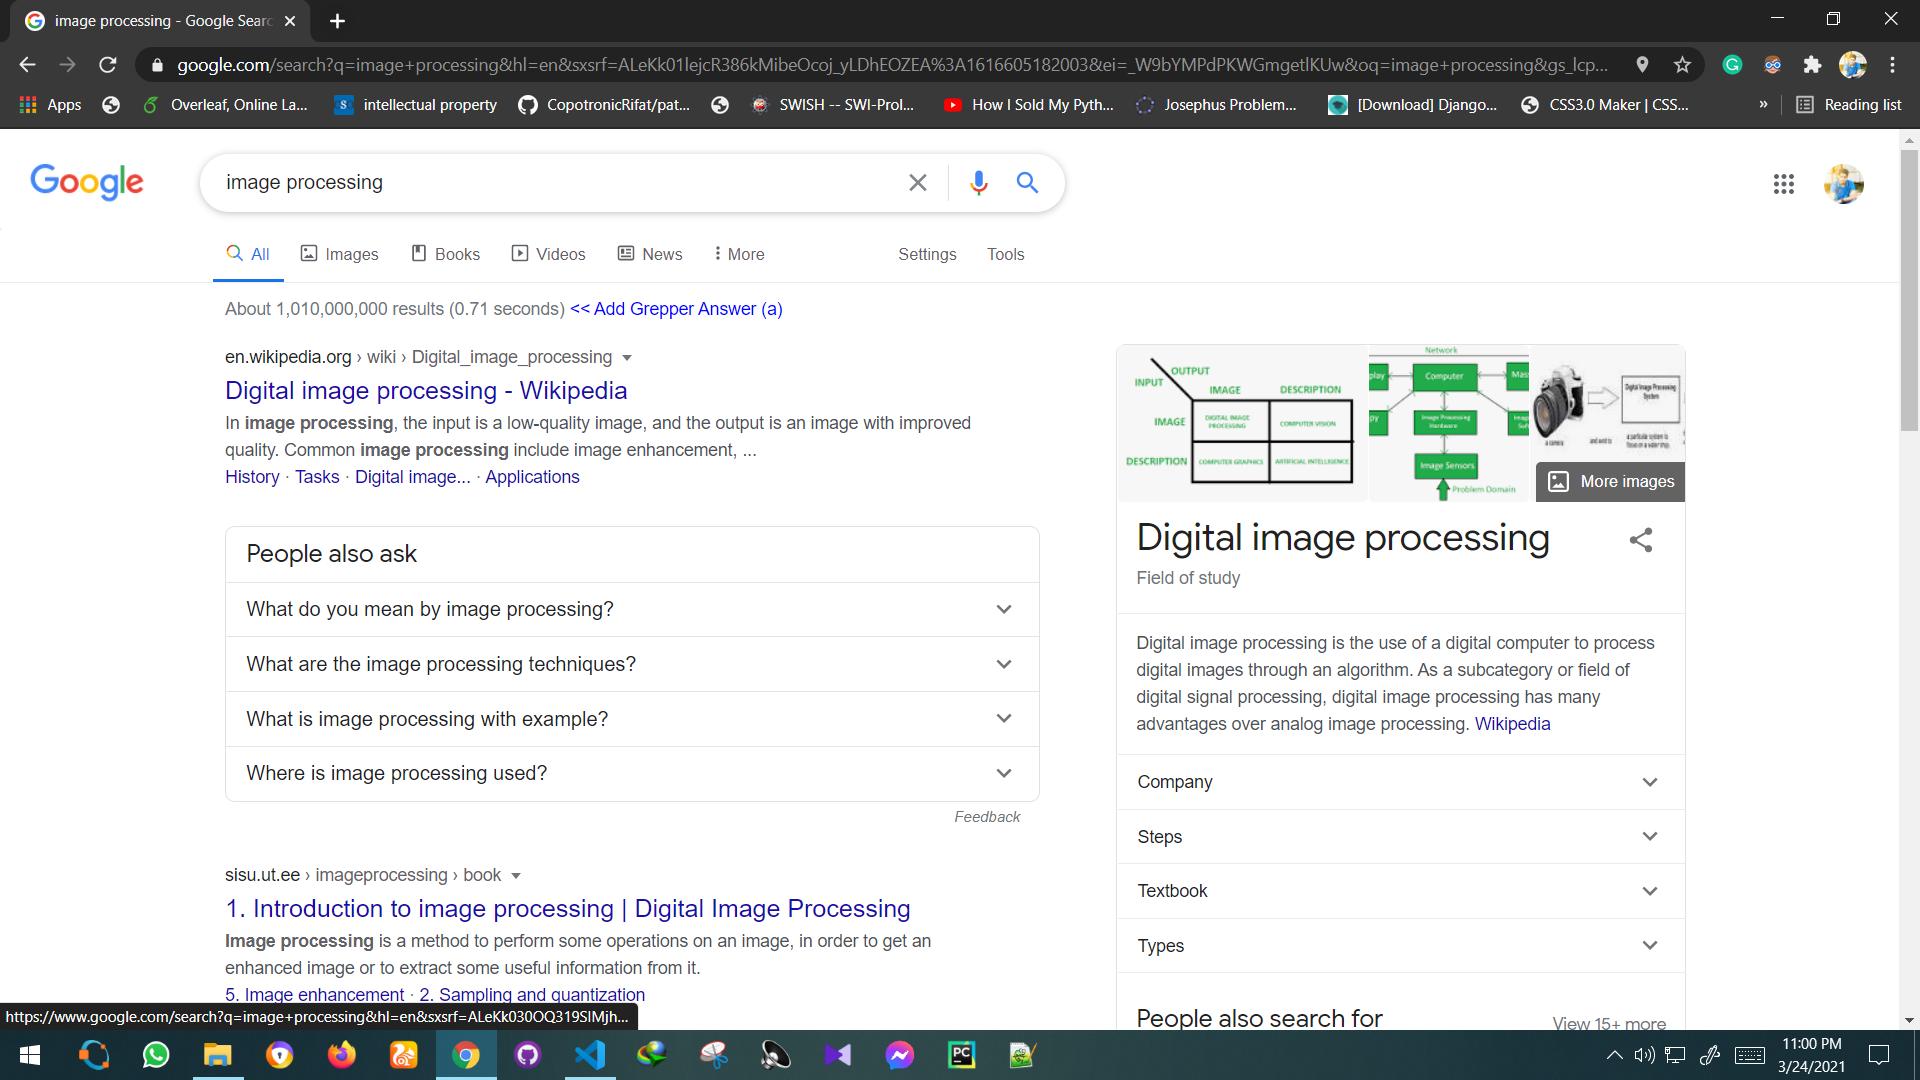 image processing - Google Searc
google.com/search?q=image+processing&hl=en&sxsrf=ALeKk01lejcR386kMibeOcoj_yLDhEOZEA%3A1616605182003&ei=_W9bYMPdPKWGmgetlKUw&oq=image+processing&gs_lcp...
Apps Overleaf, Online La... intellectual property CopotronicRifat/pat... SWISH -- SWI-Prol... How I Sold My Pyth... Josephus Problem... [Download] Django... CSS3.0 Maker | CSS... » Reading list
Google
image processing
All Images Books Videos News More Settings Tools
About 1,010,000,000 results (0.71 seconds) << Add Grepper Answer (a)
en.wikipedia.org › wiki › Digital_image_processing
Digital image processing - Wikipedia
In image processing, the input is a low-quality image, and the output is an image with improved
quality. Common image processing include image enhancement, ...
History · Tasks · Digital image... · Applications
People also ask
What do you mean by image processing?
What are the image processing techniques?
What is image processing with example?
Where is image processing used?
Feedback
sisu.ut.ee › imageprocessing › book
1. Introduction to image processing | Digital Image Processing
Image processing is a method to perform some operations on an image, in order to get an
enhanced image or to extract some useful information from it.
5. Image enhancement · 2. Sampling and quantization
OUTPUT
INPUT
IMAGE DESCRIPTION
IMAGE
DIGITAL IMAGE PROCESSING
COMPUTER VISION
DESCRIPTION
COMPUTER GRAPHICS
ARTIFICIAL INTELLIGENCE
Network
play Computer Mas
Image Processing
Hardware
Image Sensors
Problem Domain
Digital Image Processing
System
a camera
More images
Digital image processing
Field of study
Digital image processing is the use of a digital computer to process
digital images through an algorithm. As a subcategory or field of
digital signal processing, digital image processing has many
advantages over analog image processing. Wikipedia
Company
Steps
Textbook
Types
People also search for
View 15+ more
https://www.google.com/search?q=image+processing&hl=en&sxsrf=ALeKk030OQ319SIMjh...
11:00 PM
3/24/2021